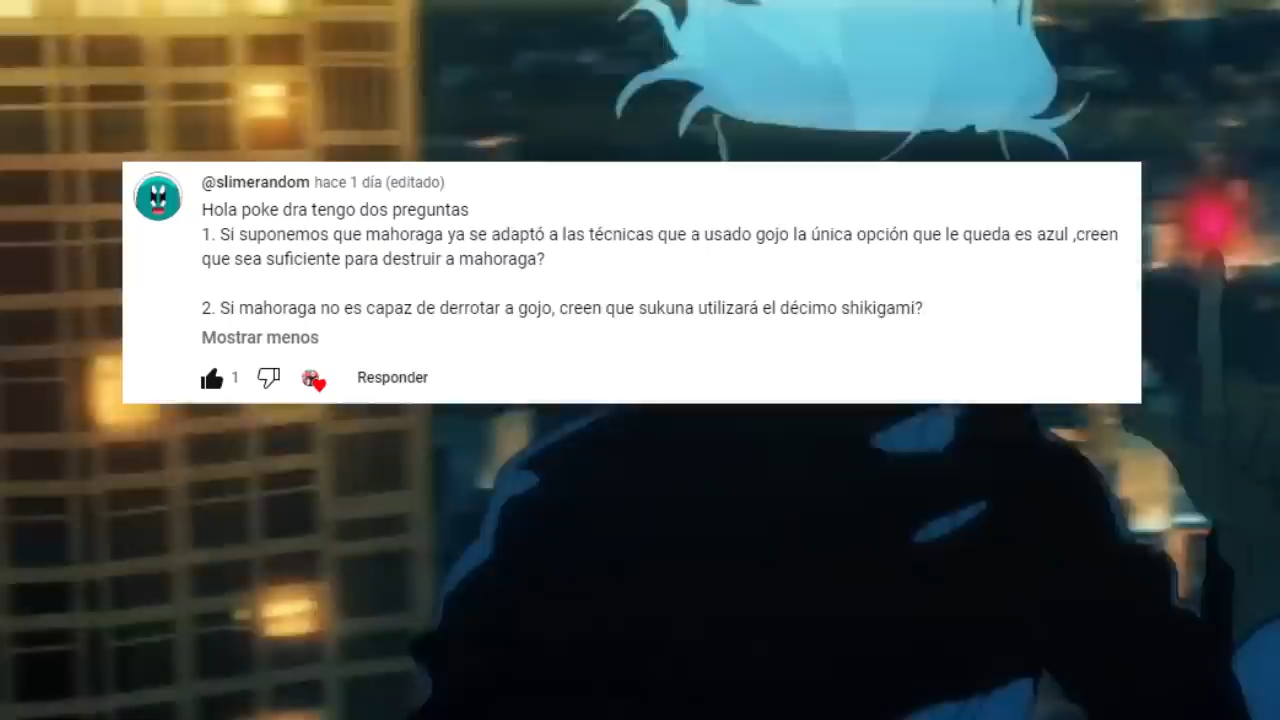 @slimerandom hace 1 día (editado)
Hola poke dra tengo dos preguntas
1. Si suponemos que mahoraga ya se adaptó a las técnicas que a usado gojo la única opción que le queda es azul ,creen
que sea suficiente para destruir a mahoraga?
2. Si mahoraga no es capaz de derrotar a gojo, creen que sukuna utilizará el décimo shikigami?
Mostrar menos
1 Responder